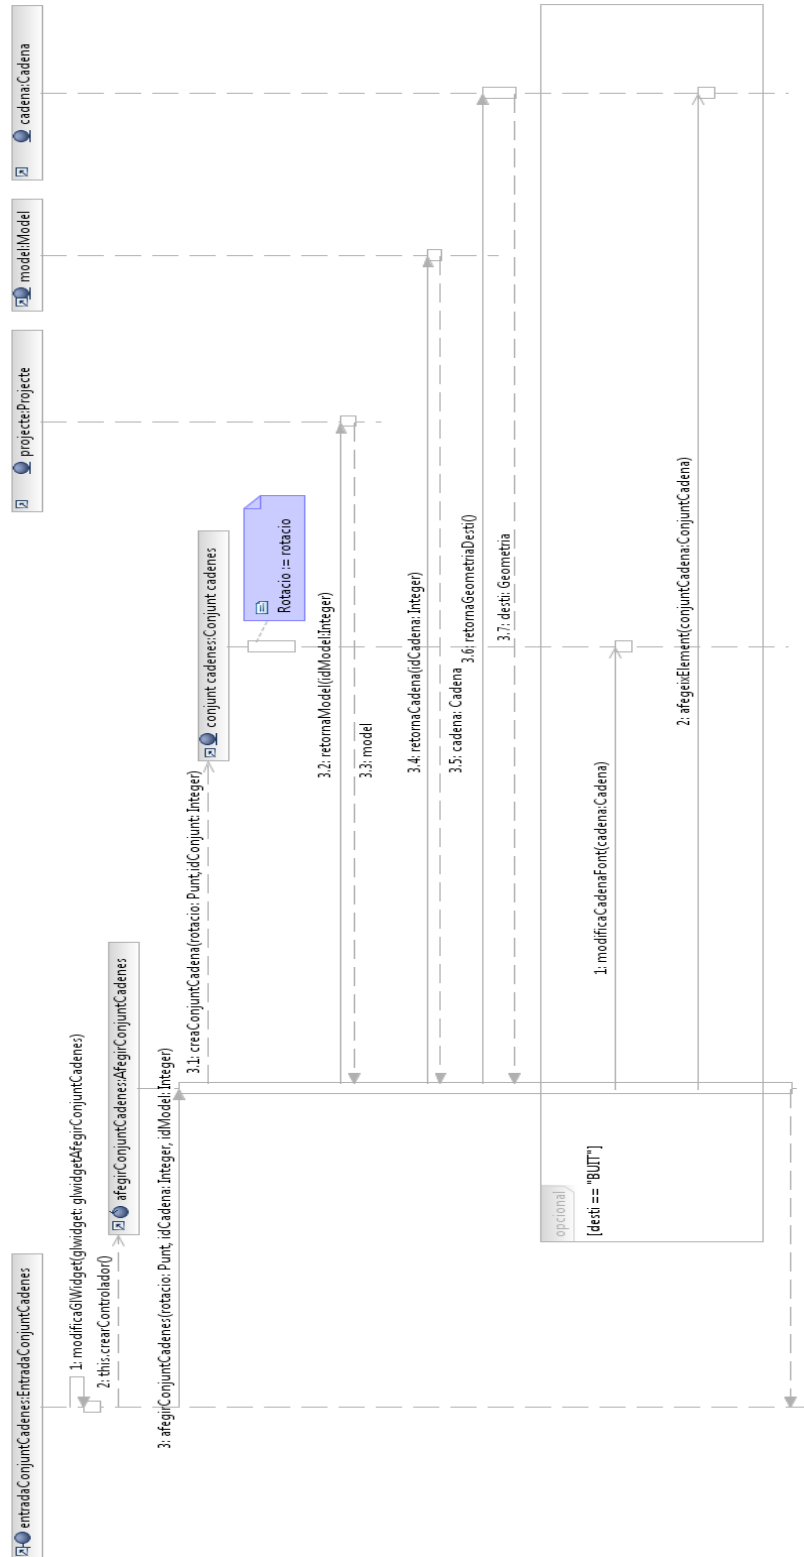 entradaConjuntCadenes:EntradaConjuntCadenes
projecte:Projecte
model:Model
cadena:Cadena
1: modificaGlWidget(glwidget: glwidgetAfegirConjuntCadenes)
2: this.crearControlador()
afegirConjuntCadenes:AfegirConjuntCadenes
3: afegirConjuntCadenes(rotacio: Punt, idCadena: Integer, idModel: Integer)
3.1: creaConjuntCadena(rotacio: Punt,idConjunt: Integer)
conjunt cadenes:Conjunt cadenes
Rotacio := rotacio
3.2: retornaModel(idModel:Integer)
3.3: model
3.4: retornaCadena(idCadena: Integer)
3.5: cadena: Cadena
3.6: retornaGeometriaDesti()
3.7: desti: Geometria
opcional
[desti == "BUIT"]
1: modificaCadenaFont(cadena:Cadena)
2: afegeixElement(conjuntCadena:ConjuntCadena)